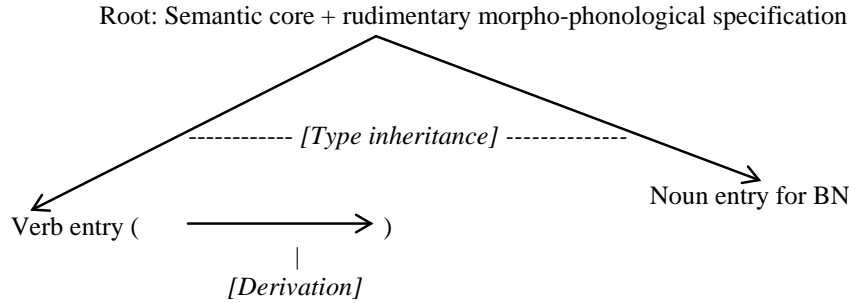 Root: Semantic core + rudimentary morpho-phonological specification
[Type inheritance]
Noun entry for BN
Verb entry ( )
[Derivation]